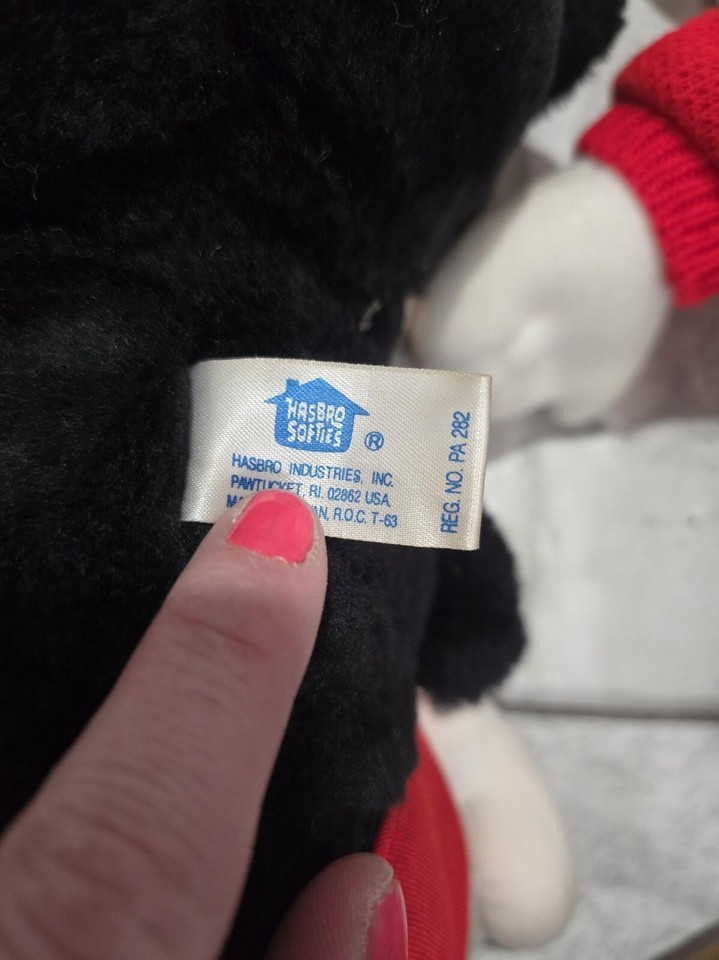 HASBRO
SOFTIES
®
HASBRO INDUSTRIES, INC.
PAWTUCKET, RI. 02862 USA.
R.O.C. T-63
REG. NO. PA 282